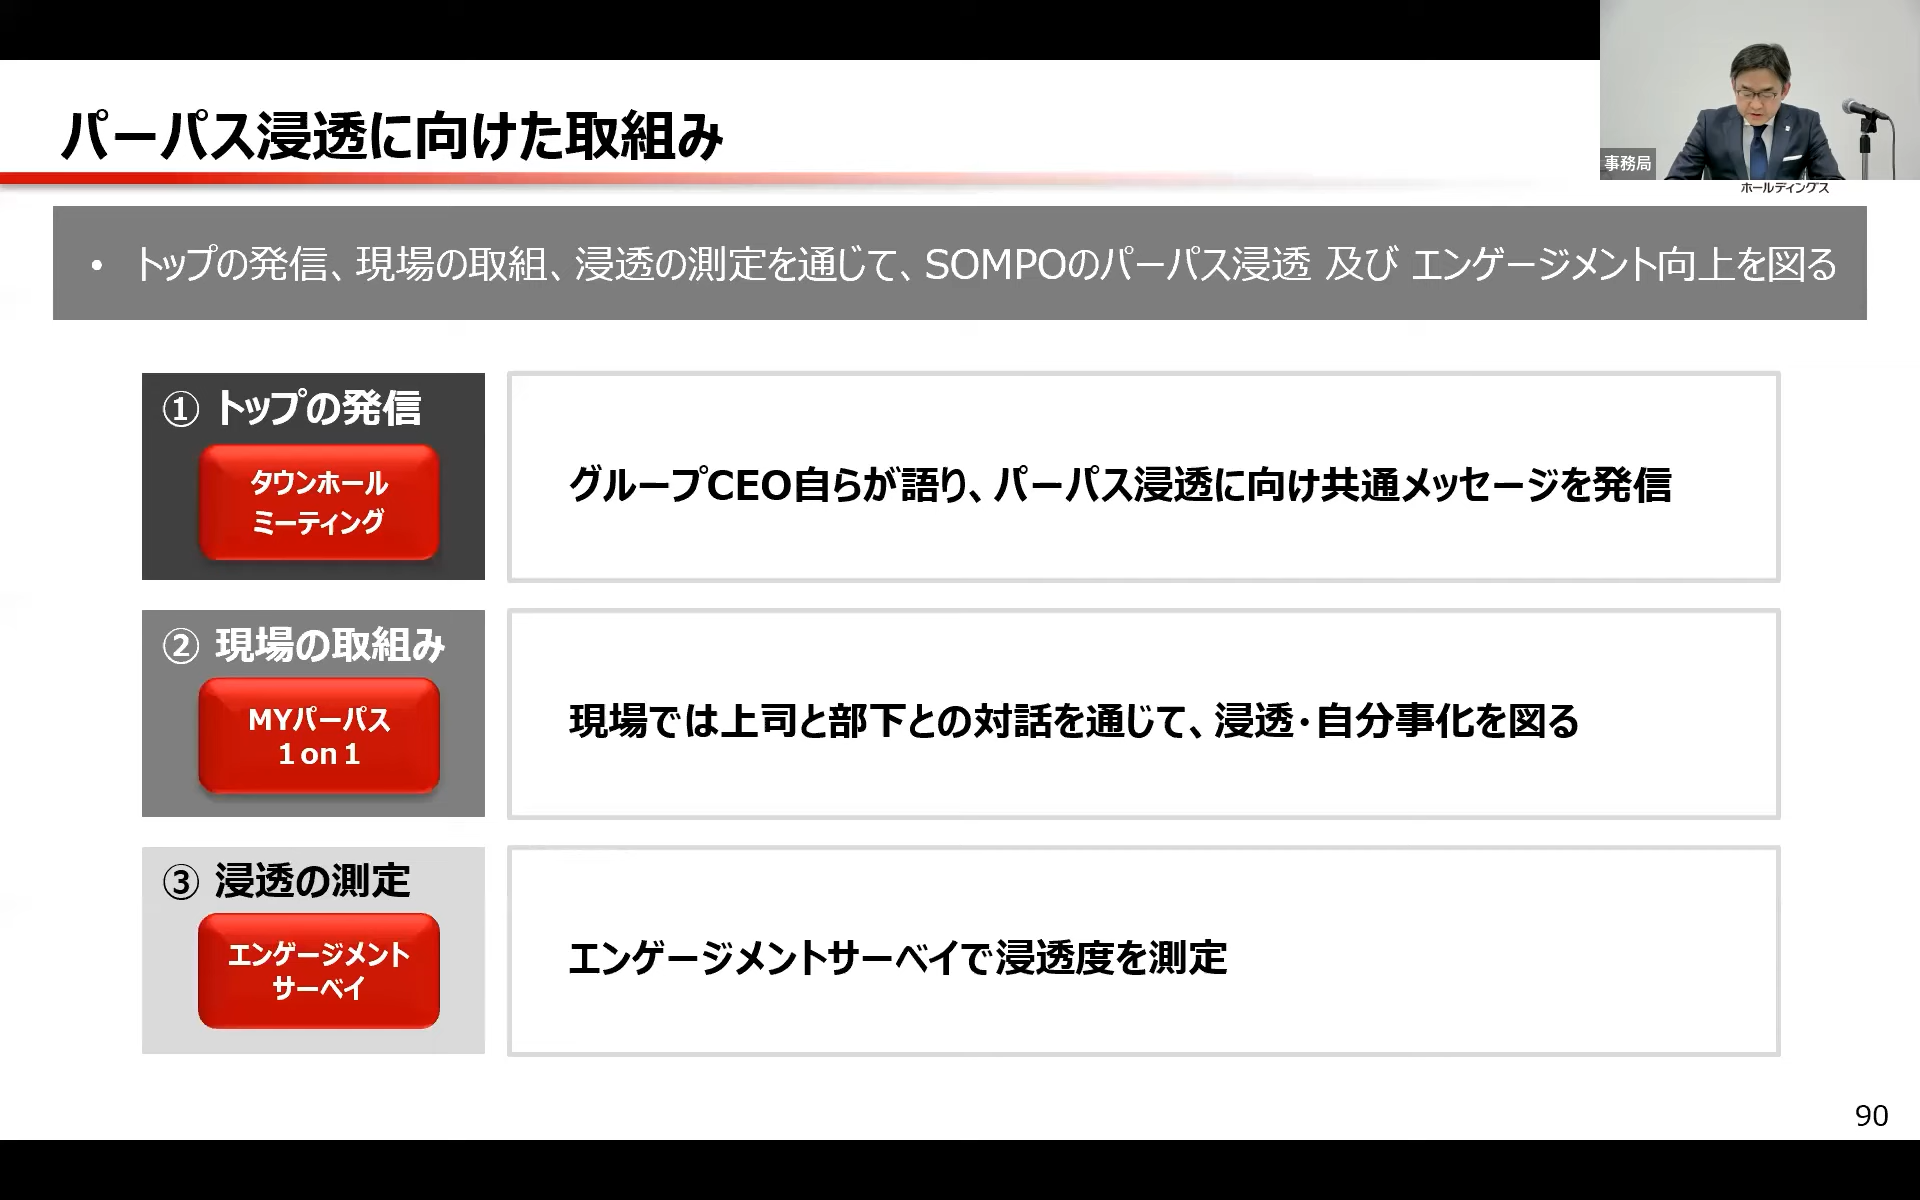 パーパス浸透に向けた取組み
事務局
ホールディングス
• トップの発信、現場の取組、浸透の測定を通じて、SOMPOのパーパス浸透 及び エンゲージメント向上を図る
① トップの発信
タウンホール
ミーティング
グループCEO自らが語り、パーパス浸透に向け共通メッセージを発信
② 現場の取組み
MYパーパス
1 on 1
現場では上司と部下との対話を通じて、浸透・自分事化を図る
③ 浸透の測定
エンゲージメント
サーベイ
エンゲージメントサーベイで浸透度を測定
90